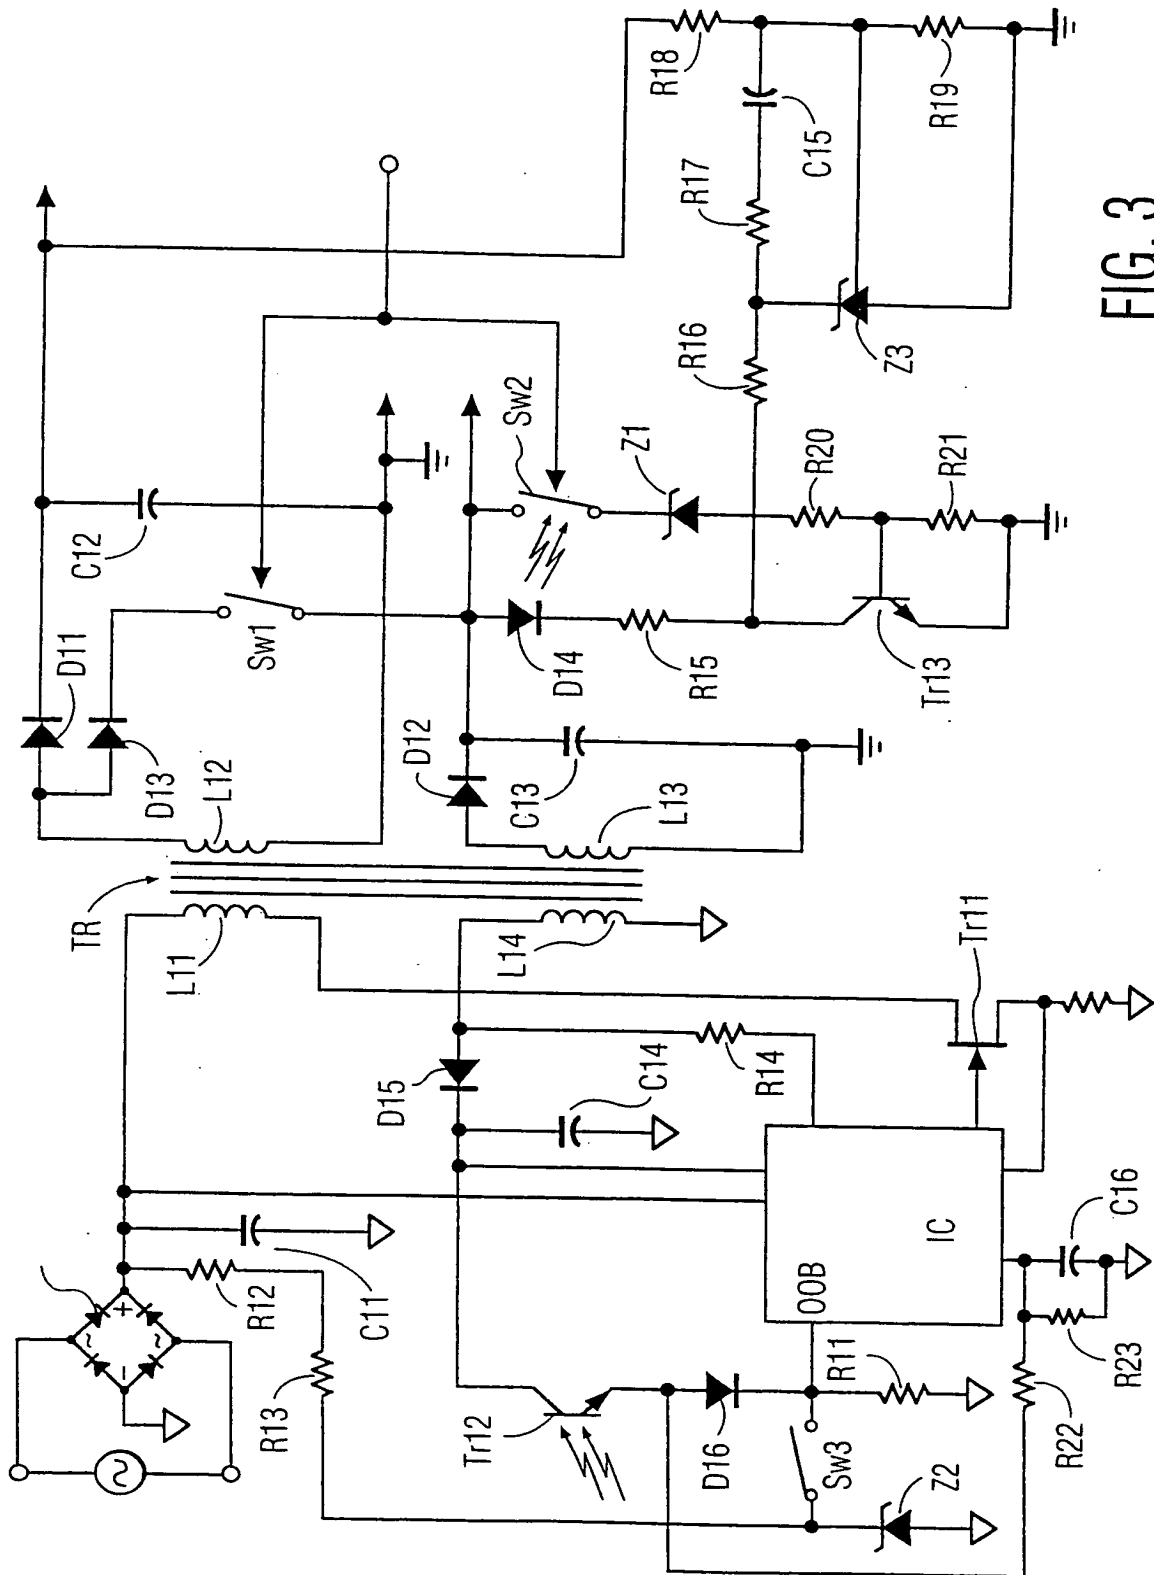 R18
R17
C15
R19
R16
Z3
Sw2
Z1
R20
R21
C12
Sw1
D11
D13
L12
D14
R15
Tr13
D12
C13
L13
TR
L11
L14
D15
C14
R14
Tr11
IC
OOB
C16
R23
R22
R11
D16
Sw3
Z2
Tr12
R12
C11
R13
+
-
~
~
FIG. 3